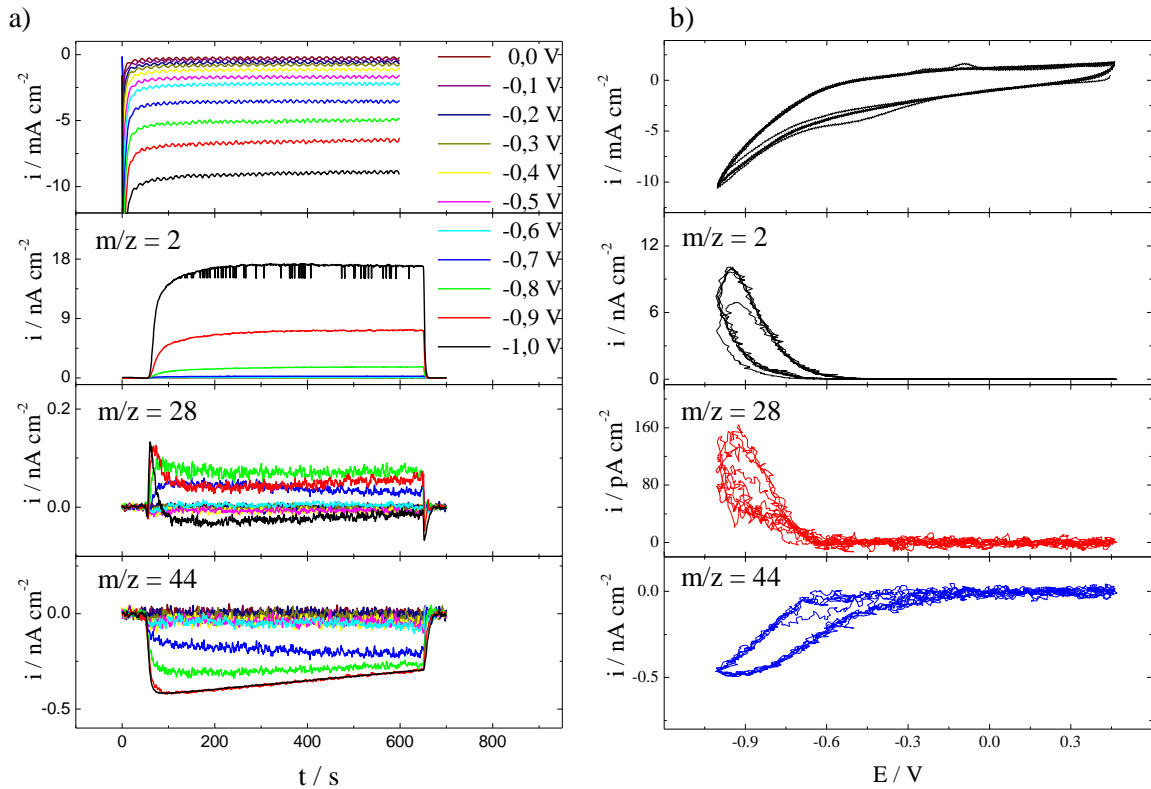 a)
i / mA cm-2
0
-5
-10
0,0 V
-0,1 V
-0,2 V
-0,3 V
-0,4 V
-0,5 V
-0,6 V
-0,7 V
-0,8 V
-0,9 V
-1,0 V
m/z = 2
i / nA cm-2
18
9
0
m/z = 28
i / nA cm-2
0.2
0.0
m/z = 44
i / nA cm-2
0.0
-0.5
0 200 400 600 800
t / s
b)
i / mA cm-2
0
-5
-10
m/z = 2
i / nA cm-2
12
6
0
m/z = 28
i / pA cm-2
160
80
0
m/z = 44
i / nA cm-2
0.0
-0.5
-0.9 -0.6 -0.3 0.0 0.3
E / V